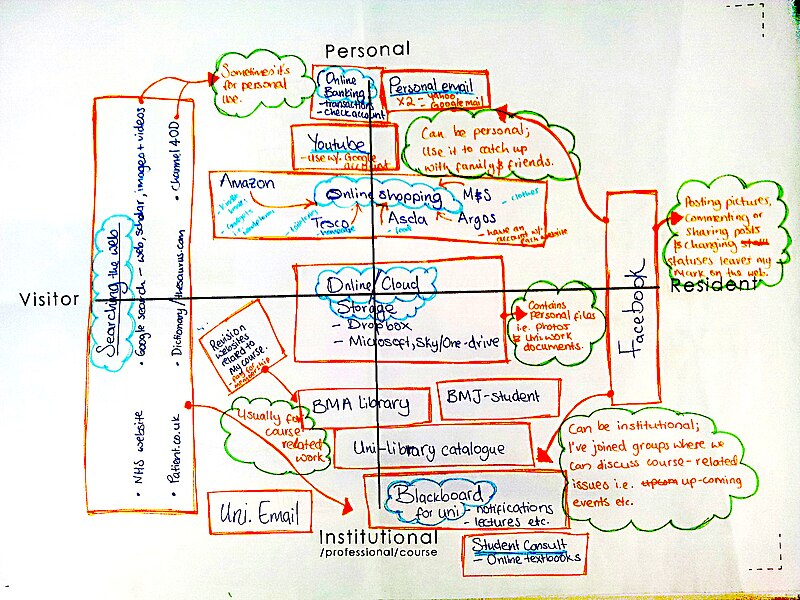 Personal
Sometimes it's
for personal
use.
Online
Banking
- transactions
- check account
Personal email
x2 - yahoo
- Google mail
Youtube
- Use w/. Google
account
Can be personal;
Use it to catch up
with family & friends.
Amazon
Online shopping
M&S
- clothes
Tesco
Asda
- food
Argos
- have an
account w/.
each website
Searching the web
• Google search - web, scholar, images + videos
• Channel 4OD
• Dictionary/thesaurus.com
• NHS website
• Patient.co.uk
Posting pictures,
Commenting or
Sharing posts
& changing
statuses leaves my
mark on the web.
Visitor
Resident
Facebook
Online/Cloud
Storage
- Dropbox
- Microsoft, Sky/One-drive
Contains
personal files
i.e. photos
& uni work
documents.
Revision
websites
related to
my course.
- paid for
membership
BMA library
BMJ-student
Usually for
course-
related
work
Uni-library catalogue
Can be institutional;
I've joined groups where we
can discuss course-related
issues i.e. up-coming
events etc.
Blackboard
for uni - notifications
- lectures etc.
Uni. Email
Institutional
/professional/course
Student Consult
- Online textbooks